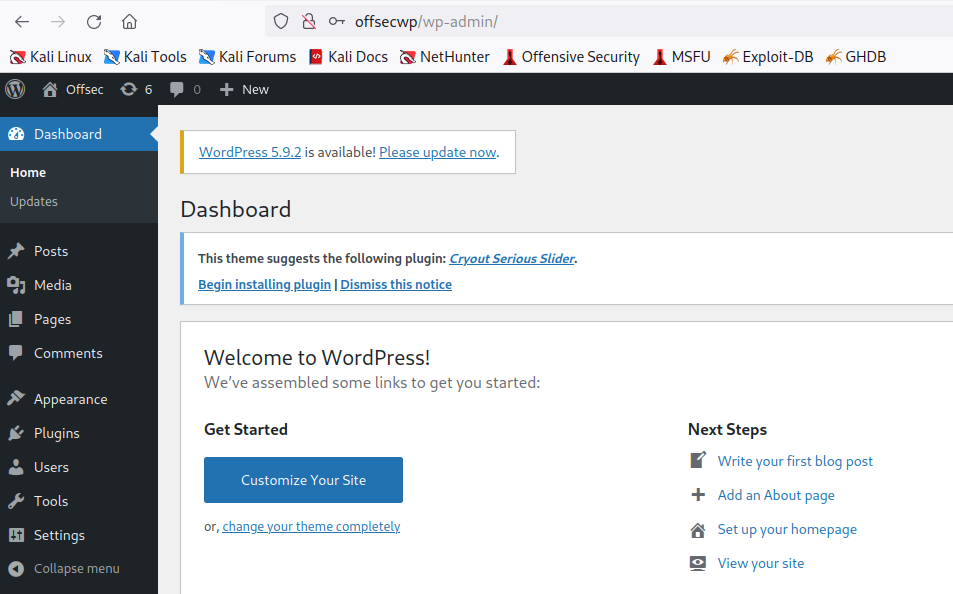 offsecwp/wp-admin/
Kali Linux Kali Tools Kali Forums Kali Docs NetHunter Offensive Security MSFU Exploit-DB GHDB
Offsec 6 0 New
Dashboard
Home
Updates
Posts
Media
Pages
Comments
Appearance
Plugins
Users
Tools
Settings
Collapse menu
WordPress 5.9.2 is available! Please update now.
Dashboard
This theme suggests the following plugin: Cryout Serious Slider.
Begin installing plugin | Dismiss this notice
Welcome to WordPress!
We’ve assembled some links to get you started:
Get Started
Customize Your Site
or, change your theme completely
Next Steps
Write your first blog post
Add an About page
Set up your homepage
View your site